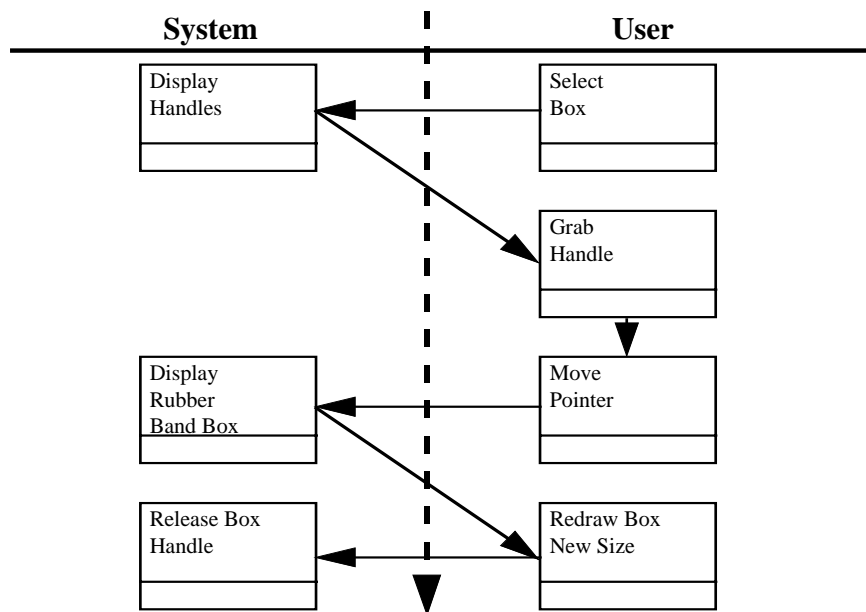 System
User
Display
Handles
Select
Box
Grab
Handle
Display
Rubber
Band Box
Move
Pointer
Release Box
Handle
Redraw Box
New Size